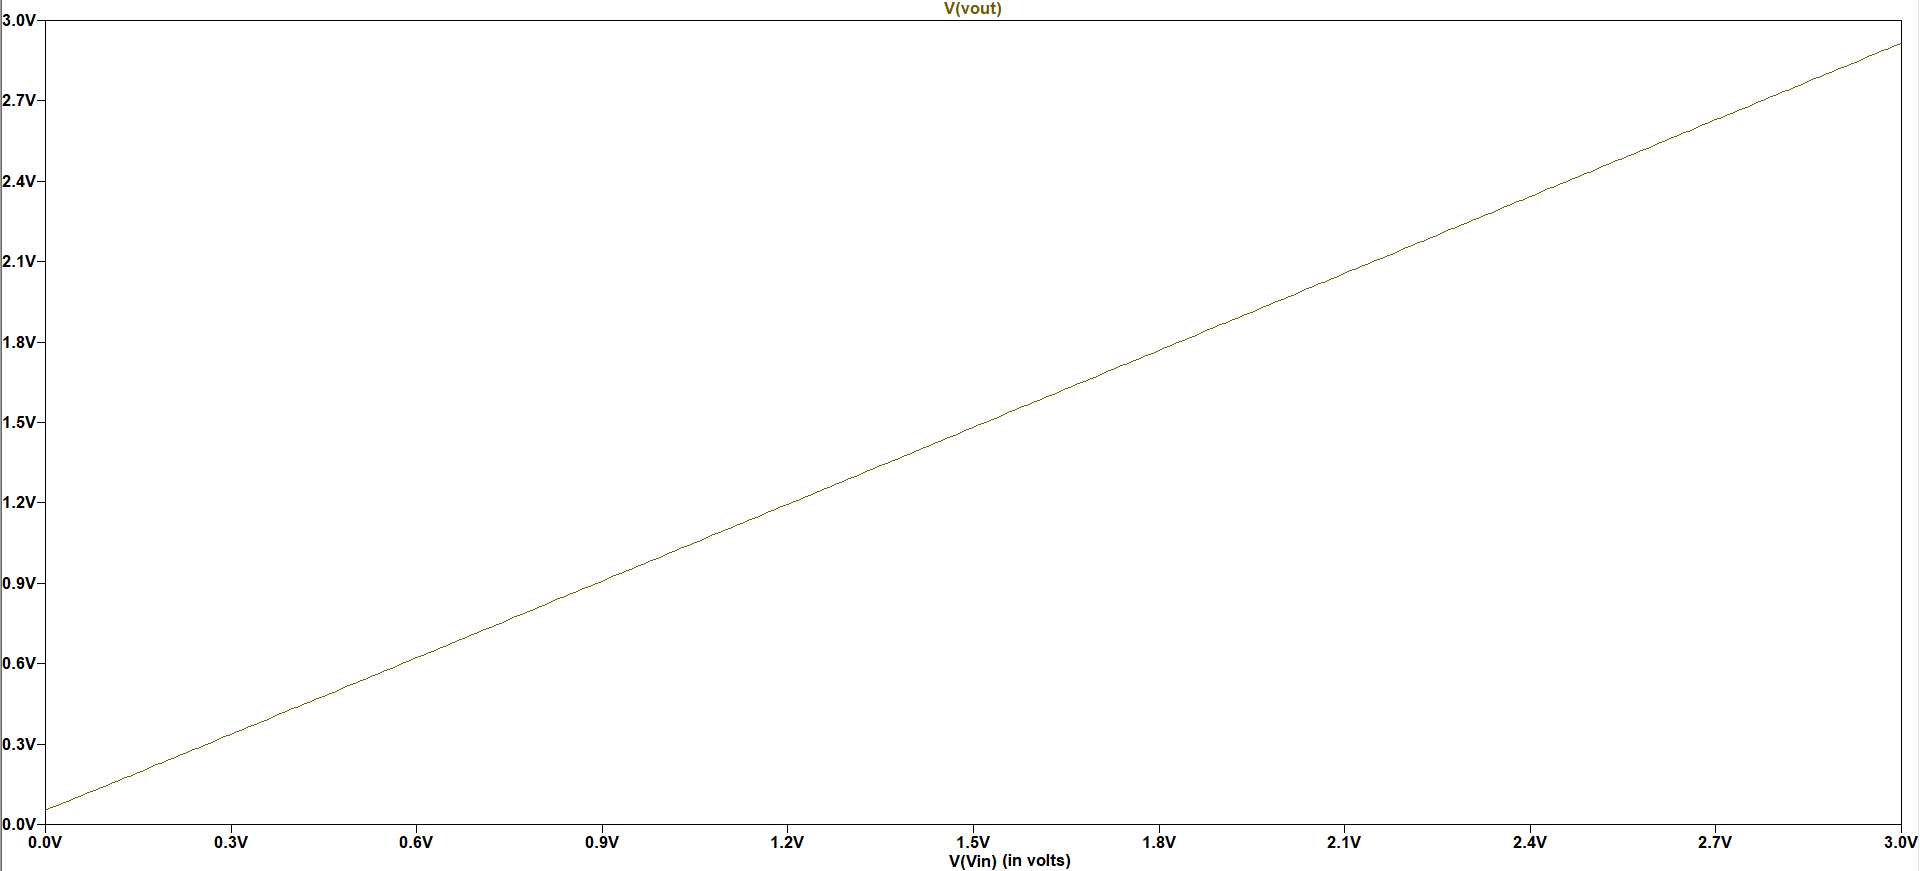 V(vout)
3.0V
2.7V
2.4V
2.1V
1.8V
1.5V
1.2V
0.9V
0.6V
0.3V
0.0V
0.0V 0.3V 0.6V 0.9V 1.2V 1.5V 1.8V 2.1V 2.4V 2.7V 3.0V
V(Vin) (in volts)